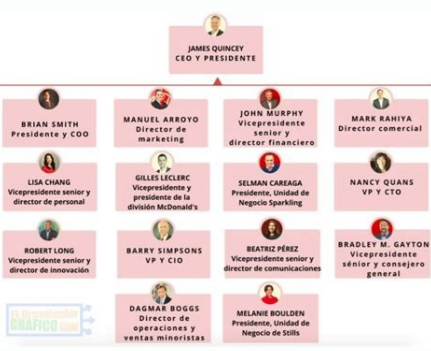 JAMES QUINCEY
CEO Y PRESIDENTE
BRIAN SMITH
Presidente y COO
MANUEL ARROYO
Director de
marketing
JOHN MURPHY
Vicepresidente
senior y
director financiero
MARK RAHIYA
Director comercial
LISA CHANG
Vicepresidente senior y
director de personal
GILLES LECLERC
Vicepresidente y
presidente de la
división McDonald's
SELMAN CAREAGA
Presidente, Unidad de
Negocio Sparkling
NANCY QUANS
VP Y CTO
ROBERT LONG
Vicepresidente senior y
director de innovación
BARRY SIMPSONS
VP Y CIO
BEATRIZ PÉREZ
Vicepresidente senior y
director de comunicaciones
BRADLEY M. GAYTON
Vicepresidente
sénior y consejero
general
DAGMAR BOGGS
Director de
operaciones y
ventas minoristas
MELANIE BOULDEN
Presidente, Unidad de
Negocio de Stills
El Organizador
GRÁFICO.COM